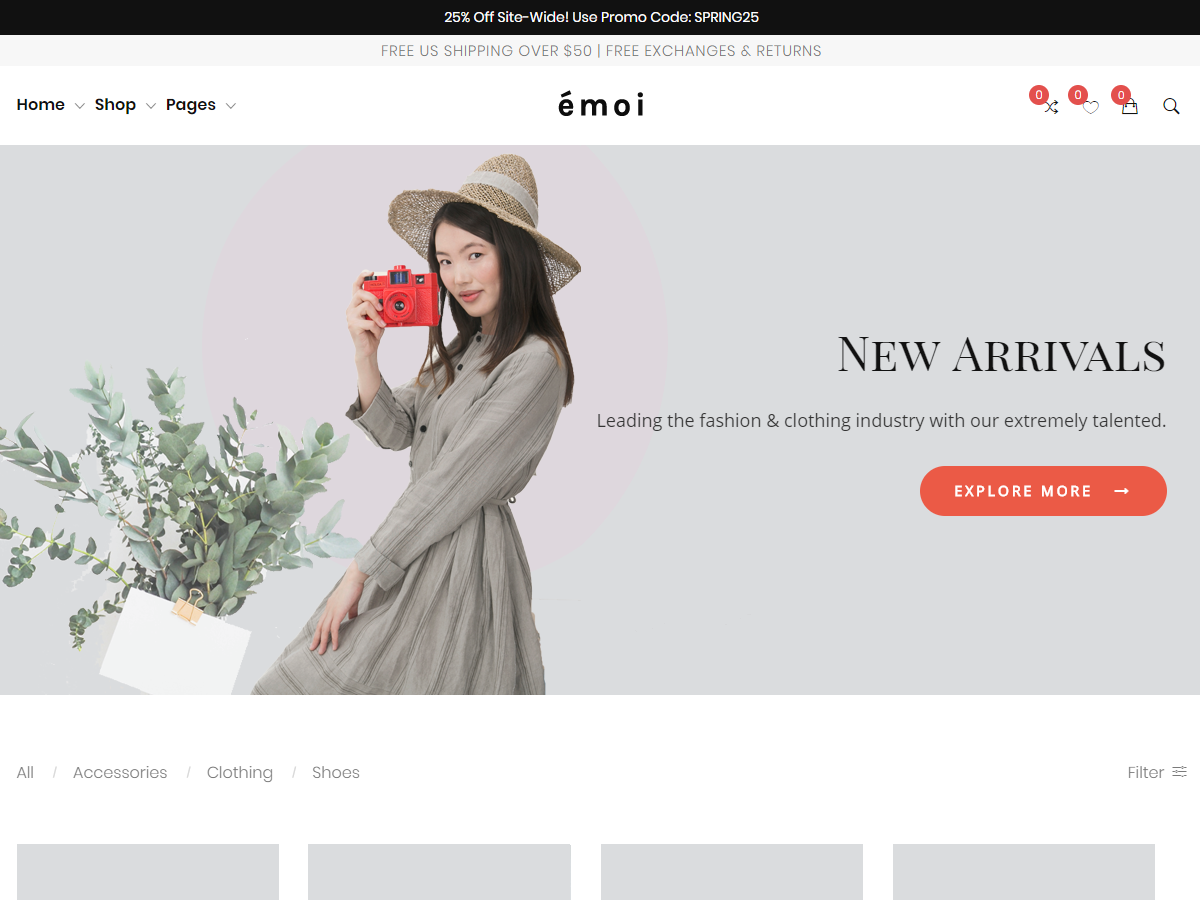 25% Off Site-Wide! Use Promo Code: SPRING25
FREE US SHIPPING OVER $50 | FREE EXCHANGES & RETURNS
Home Shop Pages
émoi
0 0 0
New Arrivals
Leading the fashion & clothing industry with our extremely talented.
EXPLORE MORE
All / Accessories / Clothing / Shoes
Filter